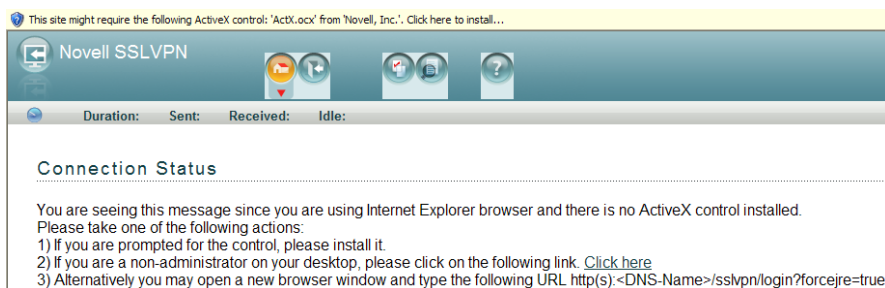 This site might require the following ActiveX control: 'ActX.ocx' from 'Novell, Inc.'. Click here to install...
Novell SSLVPN
?
Duration: Sent: Received: Idle:
Connection Status
You are seeing this message since you are using Internet Explorer browser and there is no ActiveX control installed.
Please take one of the following actions:
1) If you are prompted for the control, please install it.
2) If you are a non-administrator on your desktop, please click on the following link. Click here
3) Alternatively you may open a new browser window and type the following URL http(s):<DNS-Name>/sslvpn/login?forcejre=true